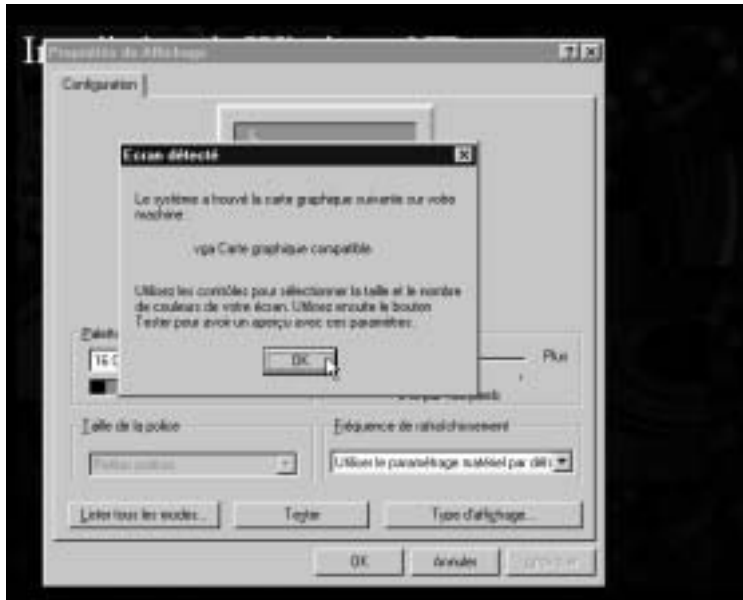 Propriétés de Affichage
Configuration
Ecran détecté
Le système a trouvé la carte graphique suivante sur votre
machine
vga Carte graphique compatible
Utilisez les contrôles pour sélectionner la taille et le nombre
de couleurs de votre écran. Utilisez ensuite le bouton
Tester pour avoir un aperçu avec ces paramètres.
OK
16 C
Plus
Taille de la police
Fréquence de rafraîchissement
Utiliser le paramétrage matériel par dé
Lister tous les modes...
Tester
Type d'affichage...
OK
Annuler